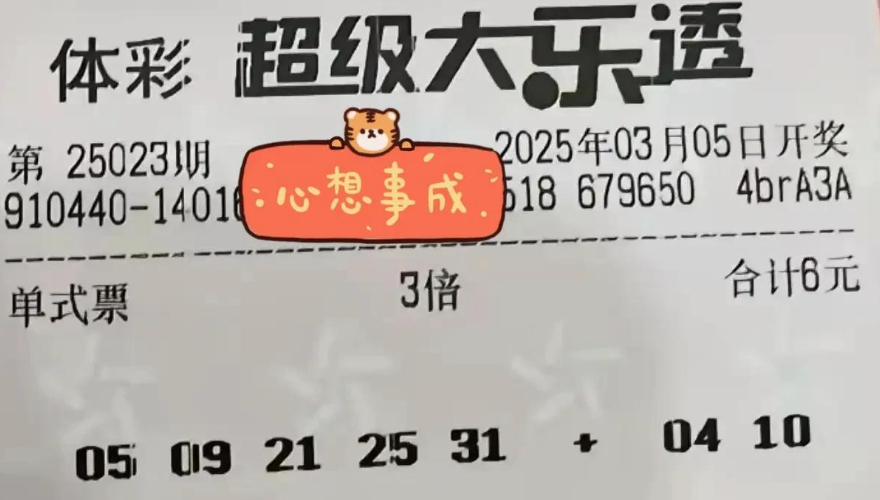 体彩 超级大乐透
第 25023期 2025年03月05日开奖
心想事成
910440-1401 518 679650 4brA3A
单式票 3倍 合计6元
05 09 21 25 31 + 04 10